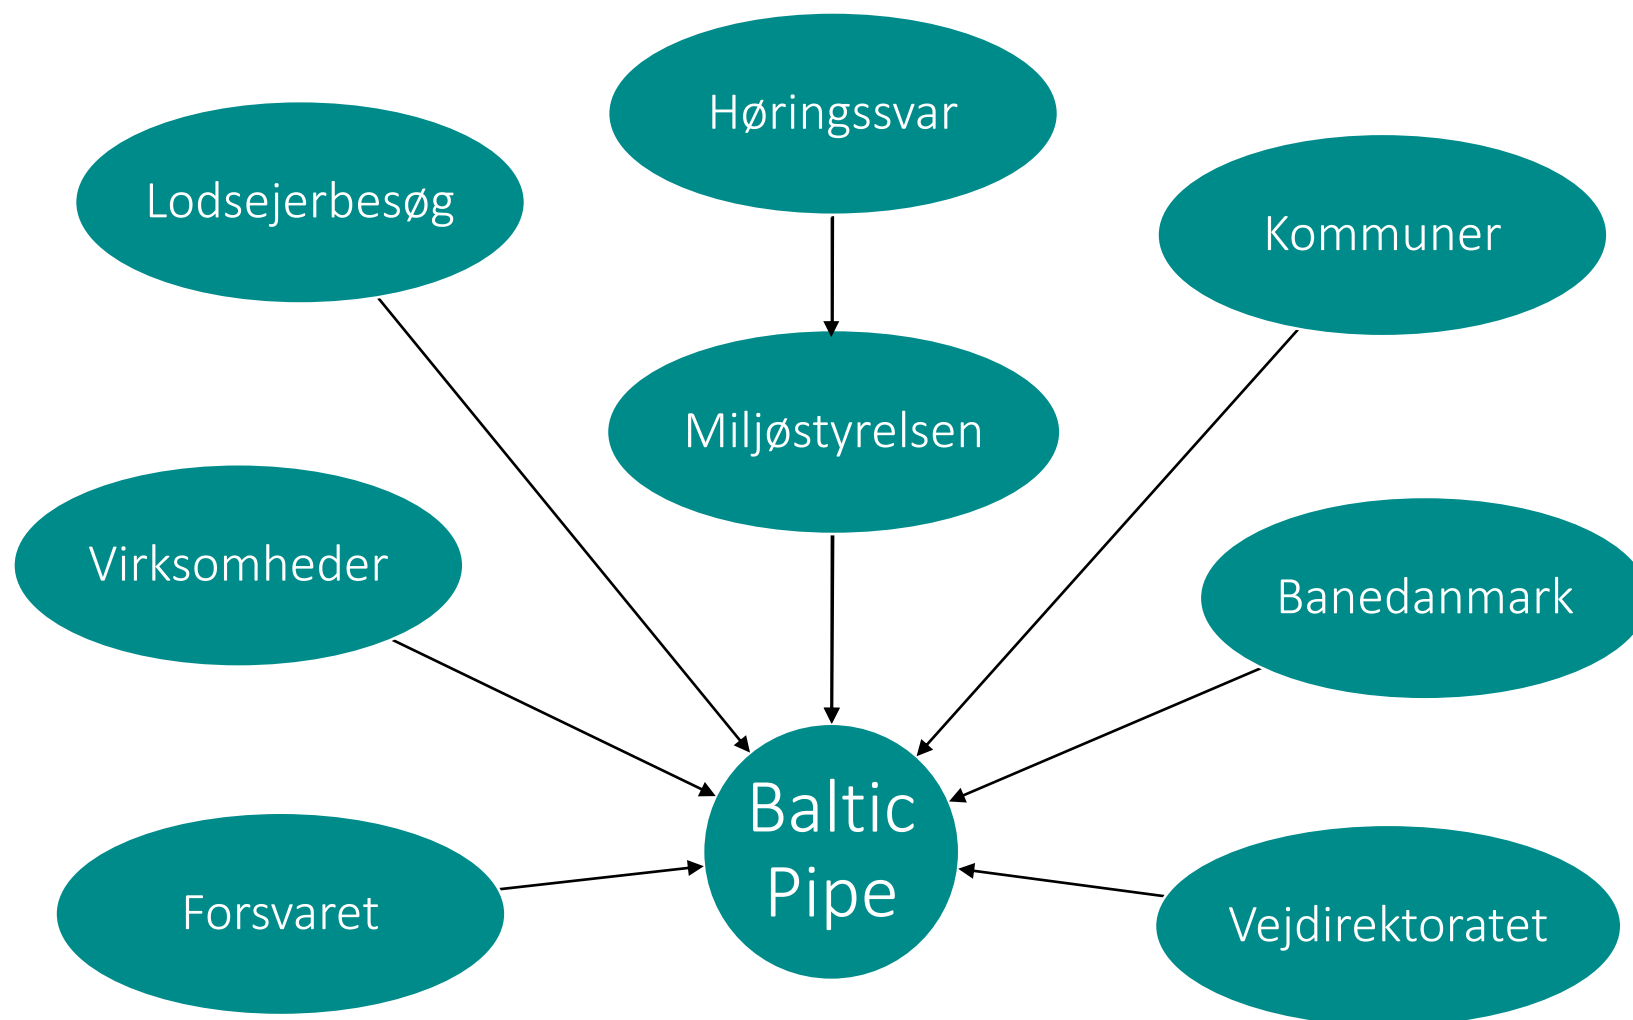 Høringssvar
Lodsejerbesøg
Kommuner
Miljøstyrelsen
Virksomheder
Banedanmark
Baltic
Pipe
Forsvaret
Vejdirektoratet